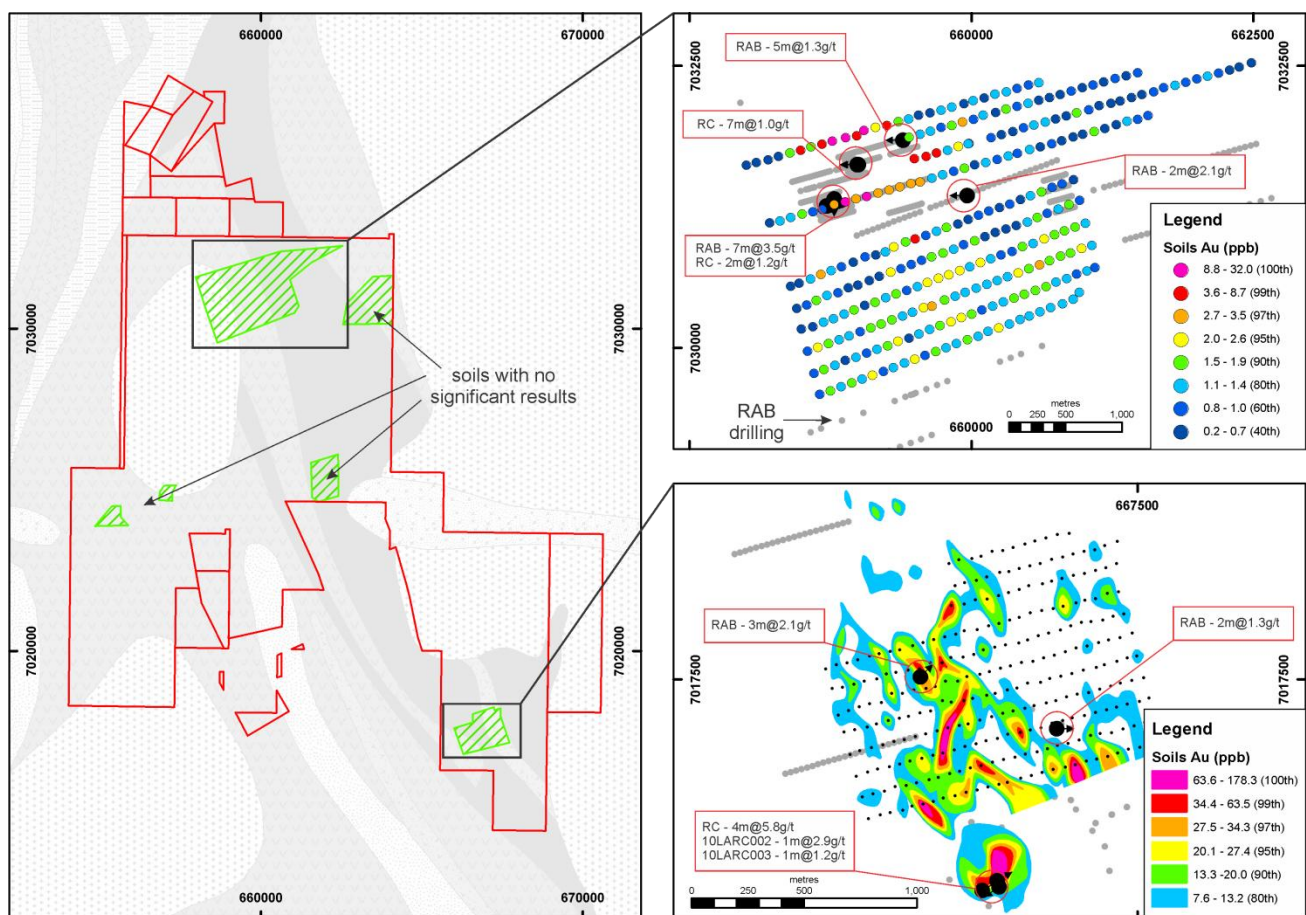 660000
670000
7030000
7030000
soils with no
significant results
7020000
7020000
660000
670000
660000
662500
7032500
7032500
RAB - 5m@1.3g/t
RC - 7m@1.0g/t
RAB - 2m@2.1g/t
RAB - 7m@3.5g/t
RC - 2m@1.2g/t
7030000
7030000
RAB
drilling
metres
0 250 500 1,000
660000
Legend
Soils Au (ppb)
8.8 - 32.0 (100th)
3.6 - 8.7 (99th)
2.7 - 3.5 (97th)
2.0 - 2.6 (95th)
1.5 - 1.9 (90th)
1.1 - 1.4 (80th)
0.8 - 1.0 (60th)
0.2 - 0.7 (40th)
667500
RAB - 3m@2.1g/t
RAB - 2m@1.3g/t
7017500
7017500
RC - 4m@5.8g/t
10LARC002 - 1m@2.9g/t
10LARC003 - 1m@1.2g/t
metres
0 250 500 1,000
667500
Legend
Soils Au (ppb)
63.6 - 178.3 (100th)
34.4 - 63.5 (99th)
27.5 - 34.3 (97th)
20.1 - 27.4 (95th)
13.3 -20.0 (90th)
7.6 - 13.2 (80th)